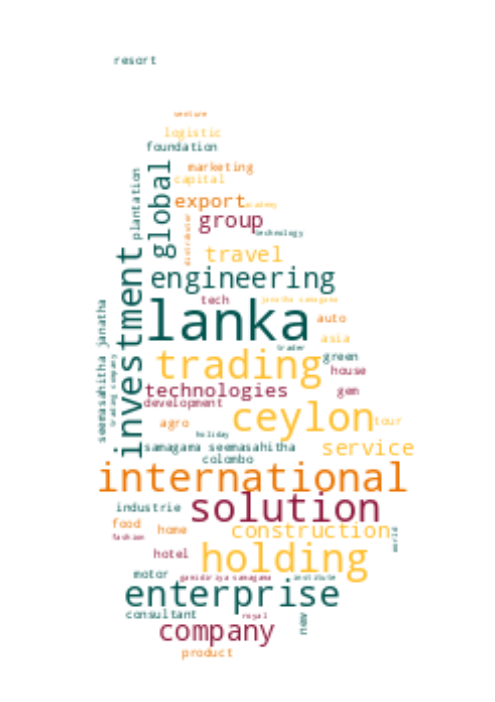 resort
venture
logistic
foundation
marketing
capital
plantation
global
export
academy
group
distributor
technology
travel
engineering
investment
tech
janatha samagama
lanka
auto
seemasahitha janatha
trader
asia
trading
green
trading company
house
technologies
gem
development
ceylon
agro
tour
holiday
samagama seemasahitha
service
colombo
international
solution
industrie
food
home
construction
fashion
world
hotel
holding
motor
gamidiriya samagama
institute
enterprise
consultant
royal
new
company
product